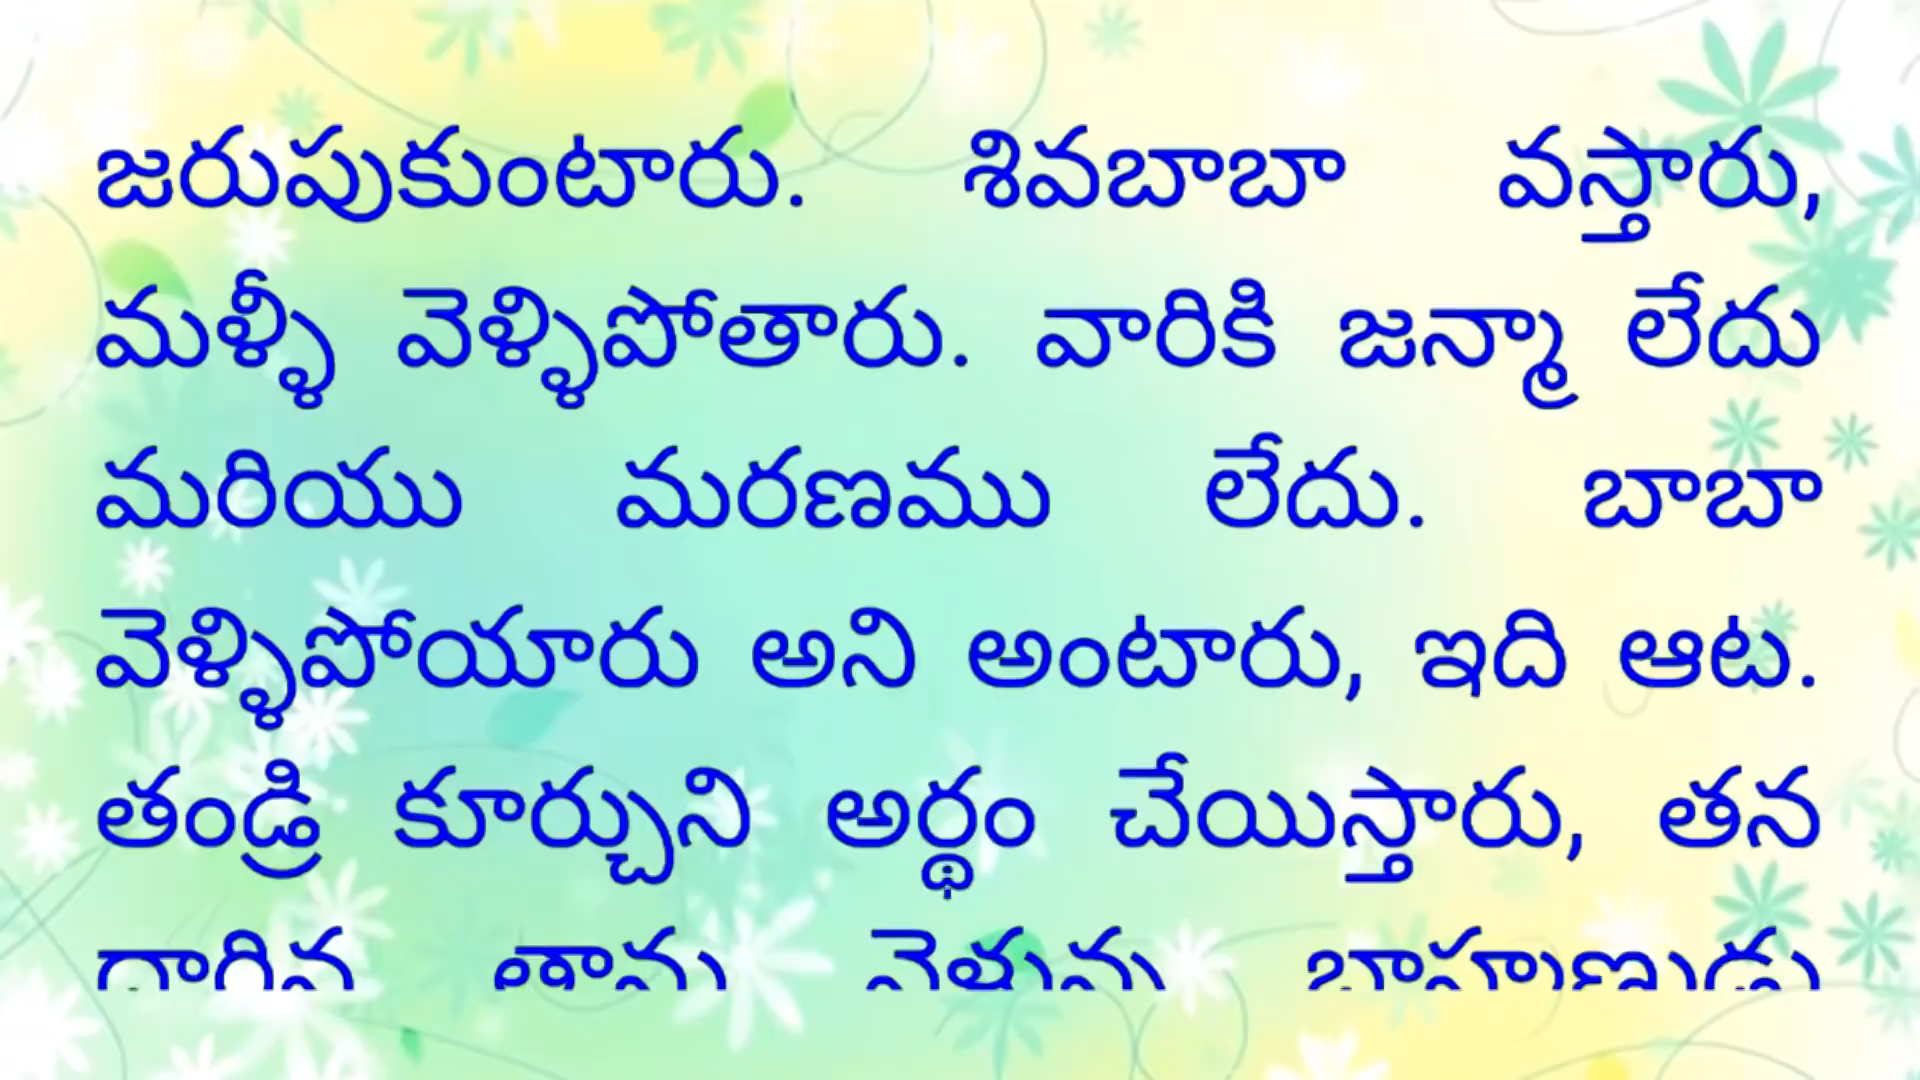 జరుపుకుంటారు. శివబాబా వస్తారు,
మళ్ళీ వెళ్ళిపోతారు. వారికి జన్మా లేదు
మరియు మరణము లేదు. బాబా
వెళ్ళిపోయారు అని అంటారు, ఇది ఆట.
తండ్రి కూర్చుని అర్థం చేయిస్తారు, తన